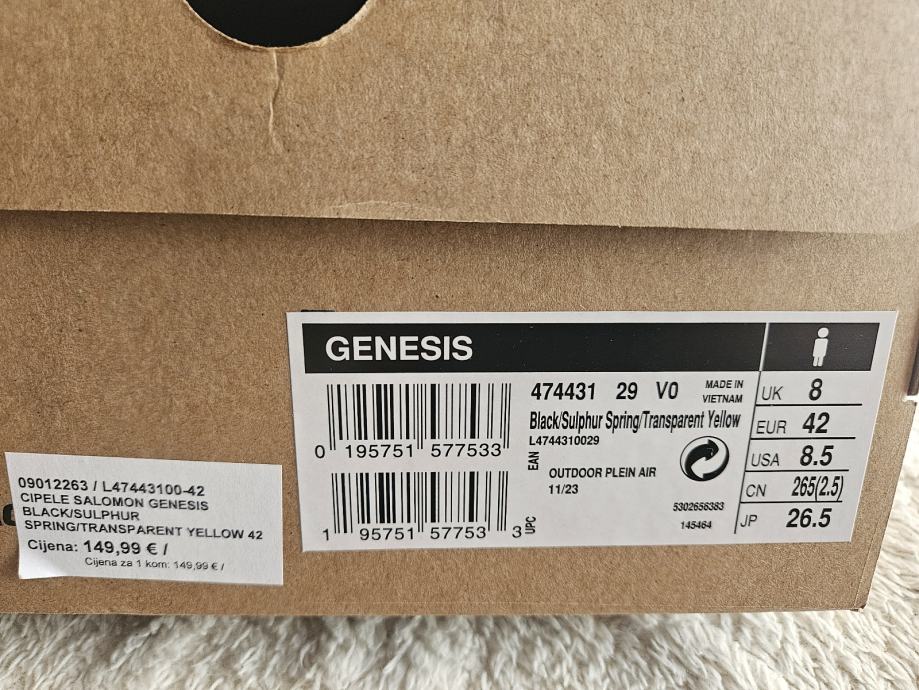 GENESIS
474431 29 V0 MADE IN VIETNAM
Black/Sulphur Spring/Transparent Yellow
L4744310029
EAN
0 195751 577533
OUTDOOR PLEIN AIR
11/23
5302656383
145464
1 95751 57753 3
UPC
UK 8
EUR 42
USA 8.5
CN 265(2.5)
JP 26.5
09012263 / L47443100-42
CIPELE SALOMON GENESIS
BLACK/SULPHUR
SPRING/TRANSPARENT YELLOW 42
Cijena: 149,99 € /
Cijena za 1 kom: 149,99 € /